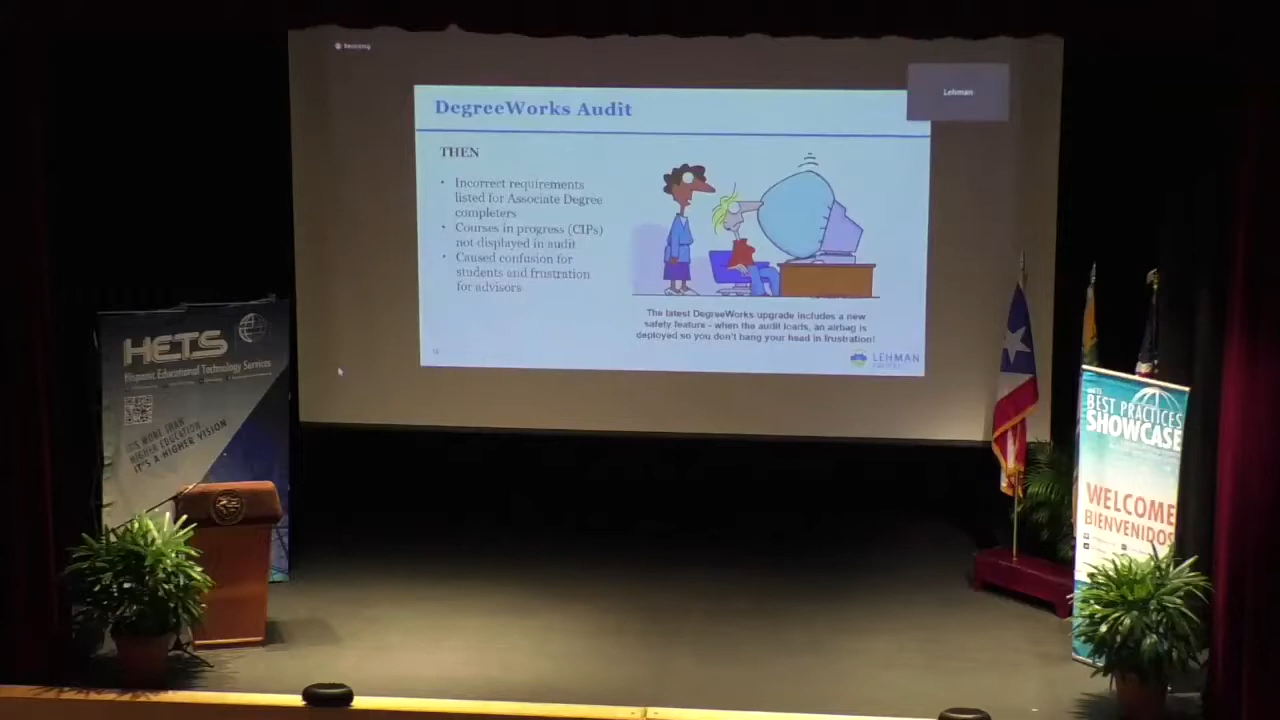 Recording
Lehman
DegreeWorks Audit
THEN
• Incorrect requirements
listed for Associate Degree
completers
• Courses in progress (CIPs)
not displayed in audit
• Caused confusion for
students and frustration
for advisors
The latest DegreeWorks upgrade includes a new
safety feature - when the audit loads, an airbag is
deployed so you don't bang your head in frustration!
LEHMAN
HETS
Hispanic Educational Technology Services
IT'S MORE THAN
HIGHER EDUCATION
IT'S A HIGHER VISION
HETS
BEST PRACTICES
SHOWCASE
WELCOME
BIENVENIDOS